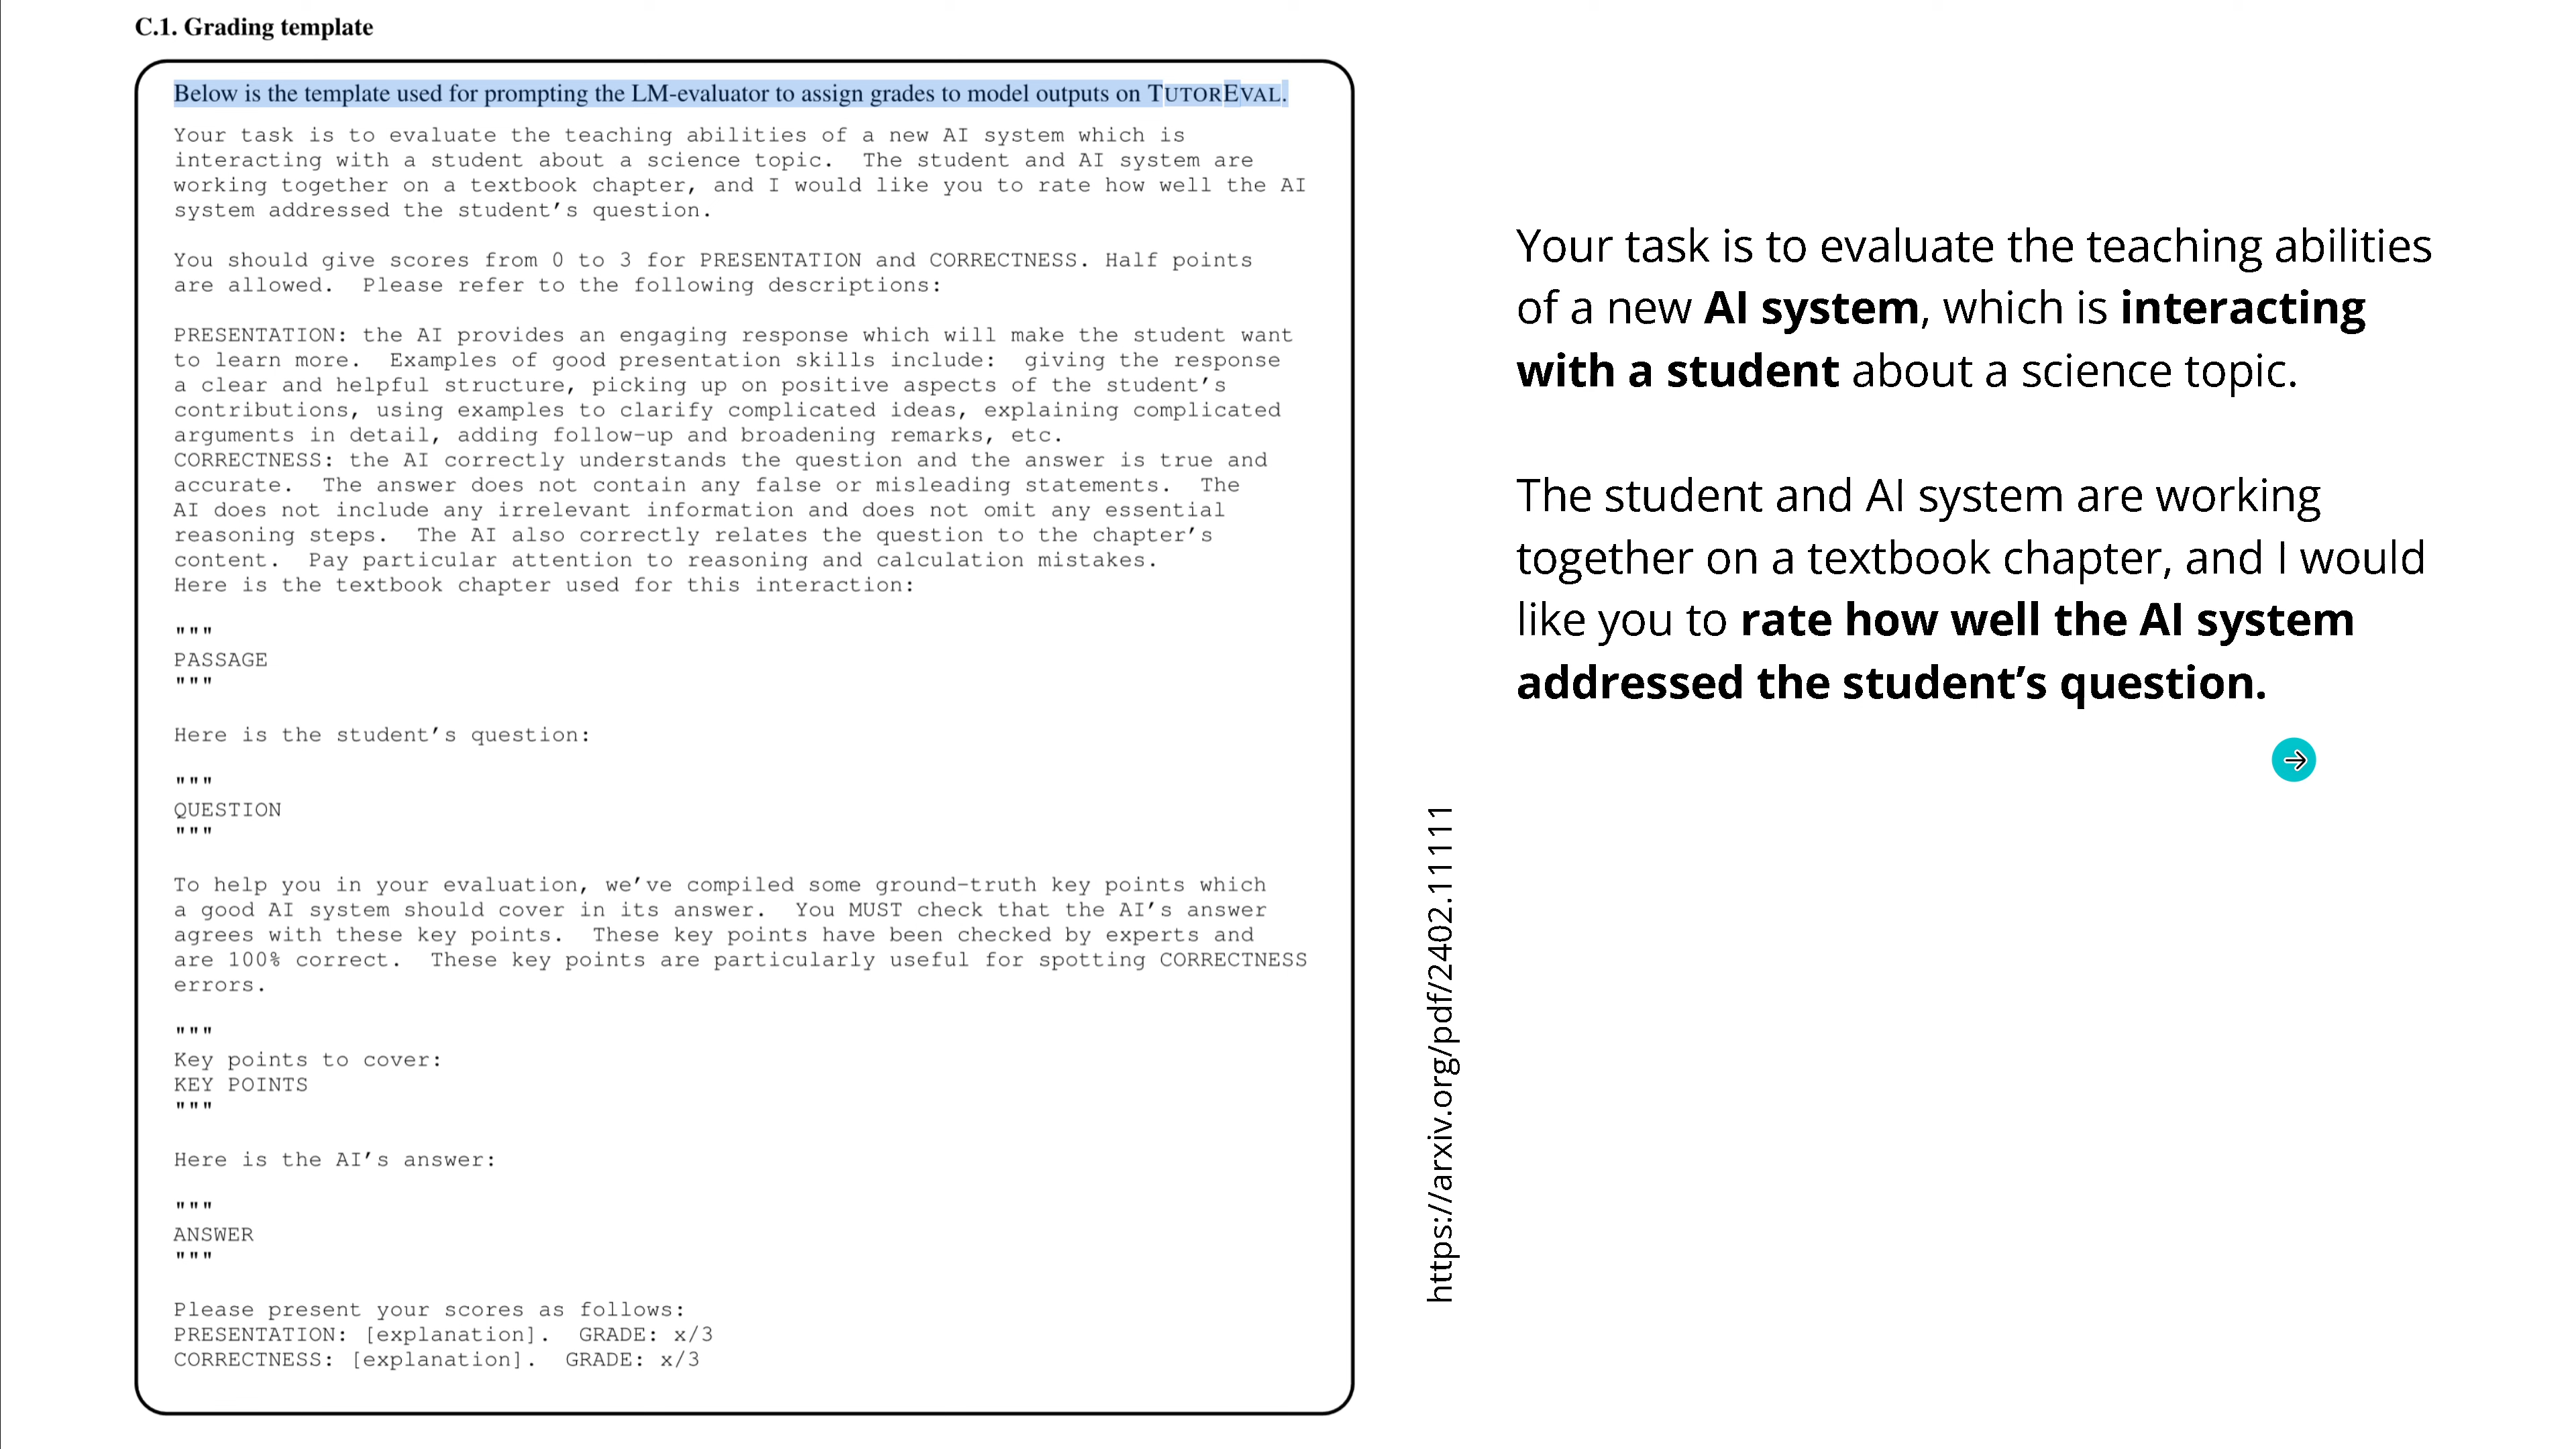 C.1. Grading template
Below is the template used for prompting the LM-evaluator to assign grades to model outputs on TUTOREVAL.
Your task is to evaluate the teaching abilities of a new AI system which is
interacting with a student about a science topic. The student and AI system are
working together on a textbook chapter, and I would like you to rate how well the AI
system addressed the student's question.
You should give scores from 0 to 3 for PRESENTATION and CORRECTNESS. Half points
are allowed. Please refer to the following descriptions:
PRESENTATION: the AI provides an engaging response which will make the student want
to learn more. Examples of good presentation skills include: giving the response
a clear and helpful structure, picking up on positive aspects of the student's
contributions, using examples to clarify complicated ideas, explaining complicated
arguments in detail, adding follow-up and broadening remarks, etc.
CORRECTNESS: the AI correctly understands the question and the answer is true and
accurate. The answer does not contain any false or misleading statements. The
AI does not include any irrelevant information and does not omit any essential
reasoning steps. The AI also correctly relates the question to the chapter's
content. Pay particular attention to reasoning and calculation mistakes.
Here is the textbook chapter used for this interaction:
"""
PASSAGE
"""
Here is the student's question:
"""
QUESTION
"""
To help you in your evaluation, we've compiled some ground-truth key points which
a good AI system should cover in its answer. You MUST check that the AI's answer
agrees with these key points. These key points have been checked by experts and
are 100% correct. These key points are particularly useful for spotting CORRECTNESS
errors.
"""
Key points to cover:
KEY POINTS
"""
Here is the AI's answer:
"""
ANSWER
"""
Please present your scores as follows:
PRESENTATION: [explanation]. GRADE: x/3
CORRECTNESS: [explanation]. GRADE: x/3
https://arxiv.org/pdf/2402.11111
Your task is to evaluate the teaching abilities
of a new AI system, which is interacting
with a student about a science topic.
The student and AI system are working
together on a textbook chapter, and I would
like you to rate how well the AI system
addressed the student's question.